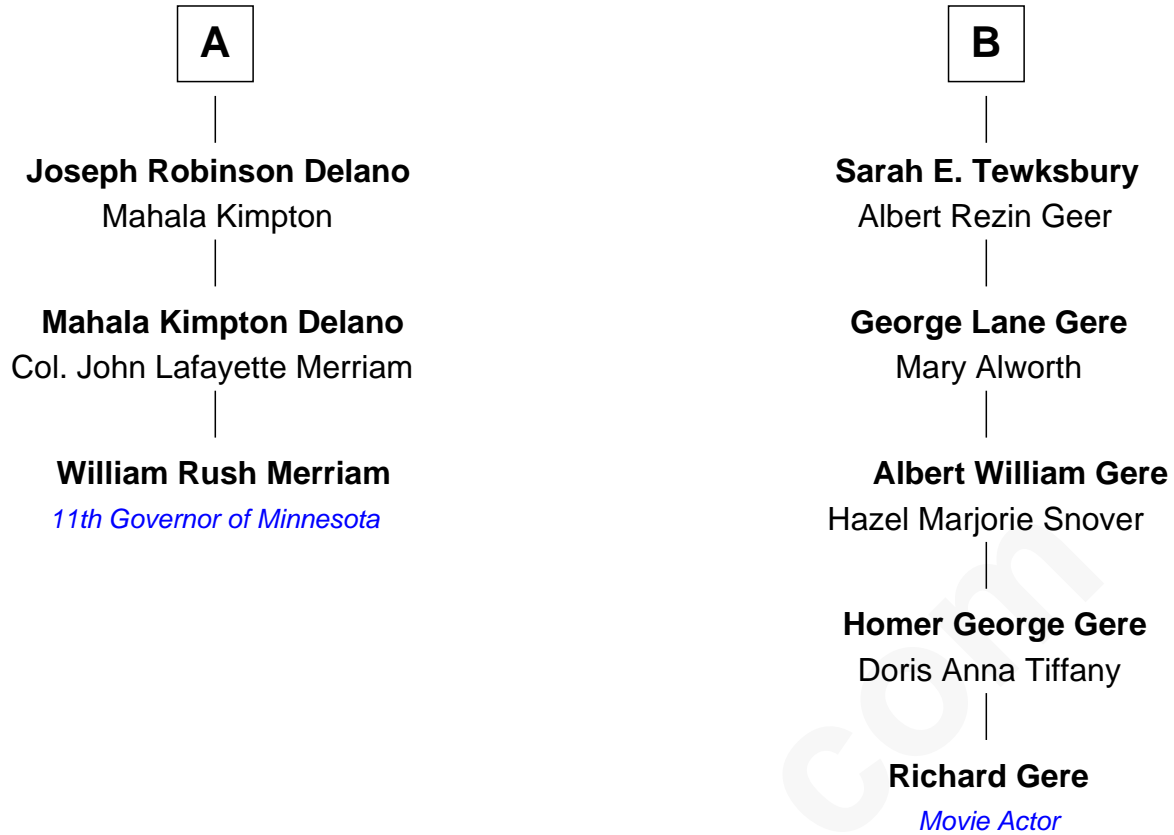 A
Joseph Robinson Delano
Mahala Kimpton
Mahala Kimpton Delano
Col. John Lafayette Merriam
William Rush Merriam
11th Governor of Minnesota
B
Sarah E. Tewksbury
Albert Rezin Geer
George Lane Gere
Mary Alworth
Albert William Gere
Hazel Marjorie Snover
Homer George Gere
Doris Anna Tiffany
Richard Gere
Movie Actor
com